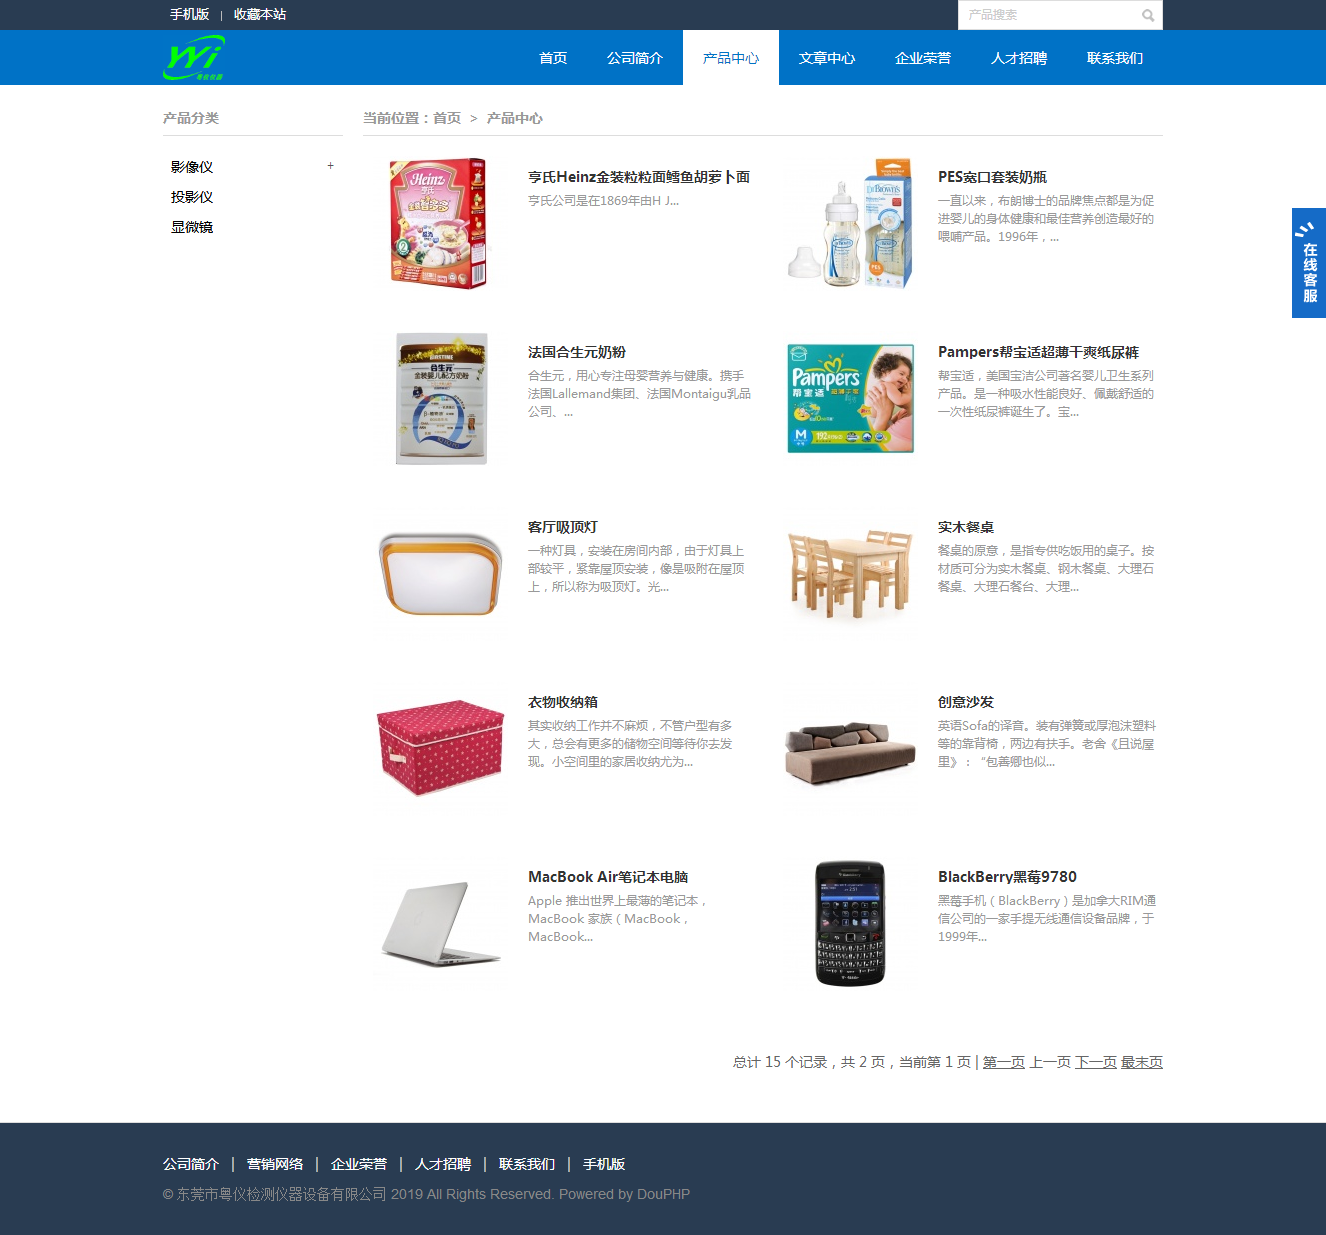 手机版 | 收藏本站
产品搜索
粤仪仪器
首页 公司简介 产品中心 文章中心 企业荣誉 人才招聘 联系我们
产品分类
影像仪 +
投影仪
显微镜
当前位置：首页 > 产品中心
Heinz
亨氏
亨氏Heinz金装粒粒面鳕鱼胡萝卜面
亨氏公司是在1869年由H J...
DR BROWN'S
PES
PES宽口套装奶瓶
一直以来，布朗博士的品牌焦点都是为促
进婴儿的身体健康和最佳营养创造最好的
喂哺产品。1996年，...
在线客服
BIOSTIME
合生元
金装婴儿配方奶粉
法国合生元奶粉
合生元，用心专注母婴营养与健康。携手
法国Lallemand集团、法国Montaigu乳品
公司、...
Pampers
帮宝适
M
192
Pampers帮宝适超薄干爽纸尿裤
帮宝适，美国宝洁公司著名婴儿卫生系列
产品。是一种吸水性能良好、佩戴舒适的
一次性纸尿裤诞生了。宝...
客厅吸顶灯
一种灯具，安装在房间内部，由于灯具上
部较平，紧靠屋顶安装，像是吸附在屋顶
上，所以称为吸顶灯。光...
实木餐桌
餐桌的原意，是指专供吃饭用的桌子。按
材质可分为实木餐桌、钢木餐桌、大理石
餐桌、大理石餐台、大理...
衣物收纳箱
其实收纳工作并不麻烦，不管户型有多
大，总会有更多的储物空间等待你去发
现。小空间里的家居收纳尤为...
创意沙发
英语Sofa的译音。装有弹簧或厚泡沫塑料
等的靠背椅，两边有扶手。老舍《且说屋
里》：“包善卿也似...
MacBook Air笔记本电脑
Apple 推出世界上最薄的笔记本，
MacBook 家族（MacBook，
MacBook...
BlackBerry黑莓9780
黑莓手机（BlackBerry）是加拿大RIM通
信公司的一家手提无线通信设备品牌，于
1999年...
总计 15 个记录，共 2 页，当前第 1 页 | 第一页 上一页 下一页 最末页
公司简介 | 营销网络 | 企业荣誉 | 人才招聘 | 联系我们 | 手机版
© 东莞市粤仪检测仪器设备有限公司 2019 All Rights Reserved. Powered by DouPHP